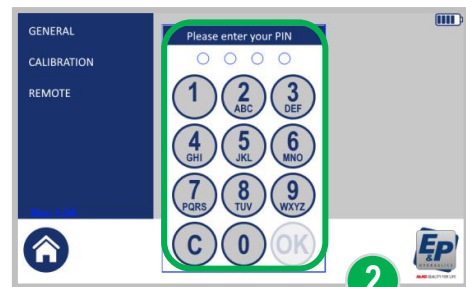 GENERAL
CALIBRATION
REMOTE
Please enter your PIN
1
2
ABC
3
DEF
4
GHI
5
JKL
6
MNO
7
PQRS
8
TUV
9
WXYZ
C
0
OK
2
EP
&
HYDRAULICS